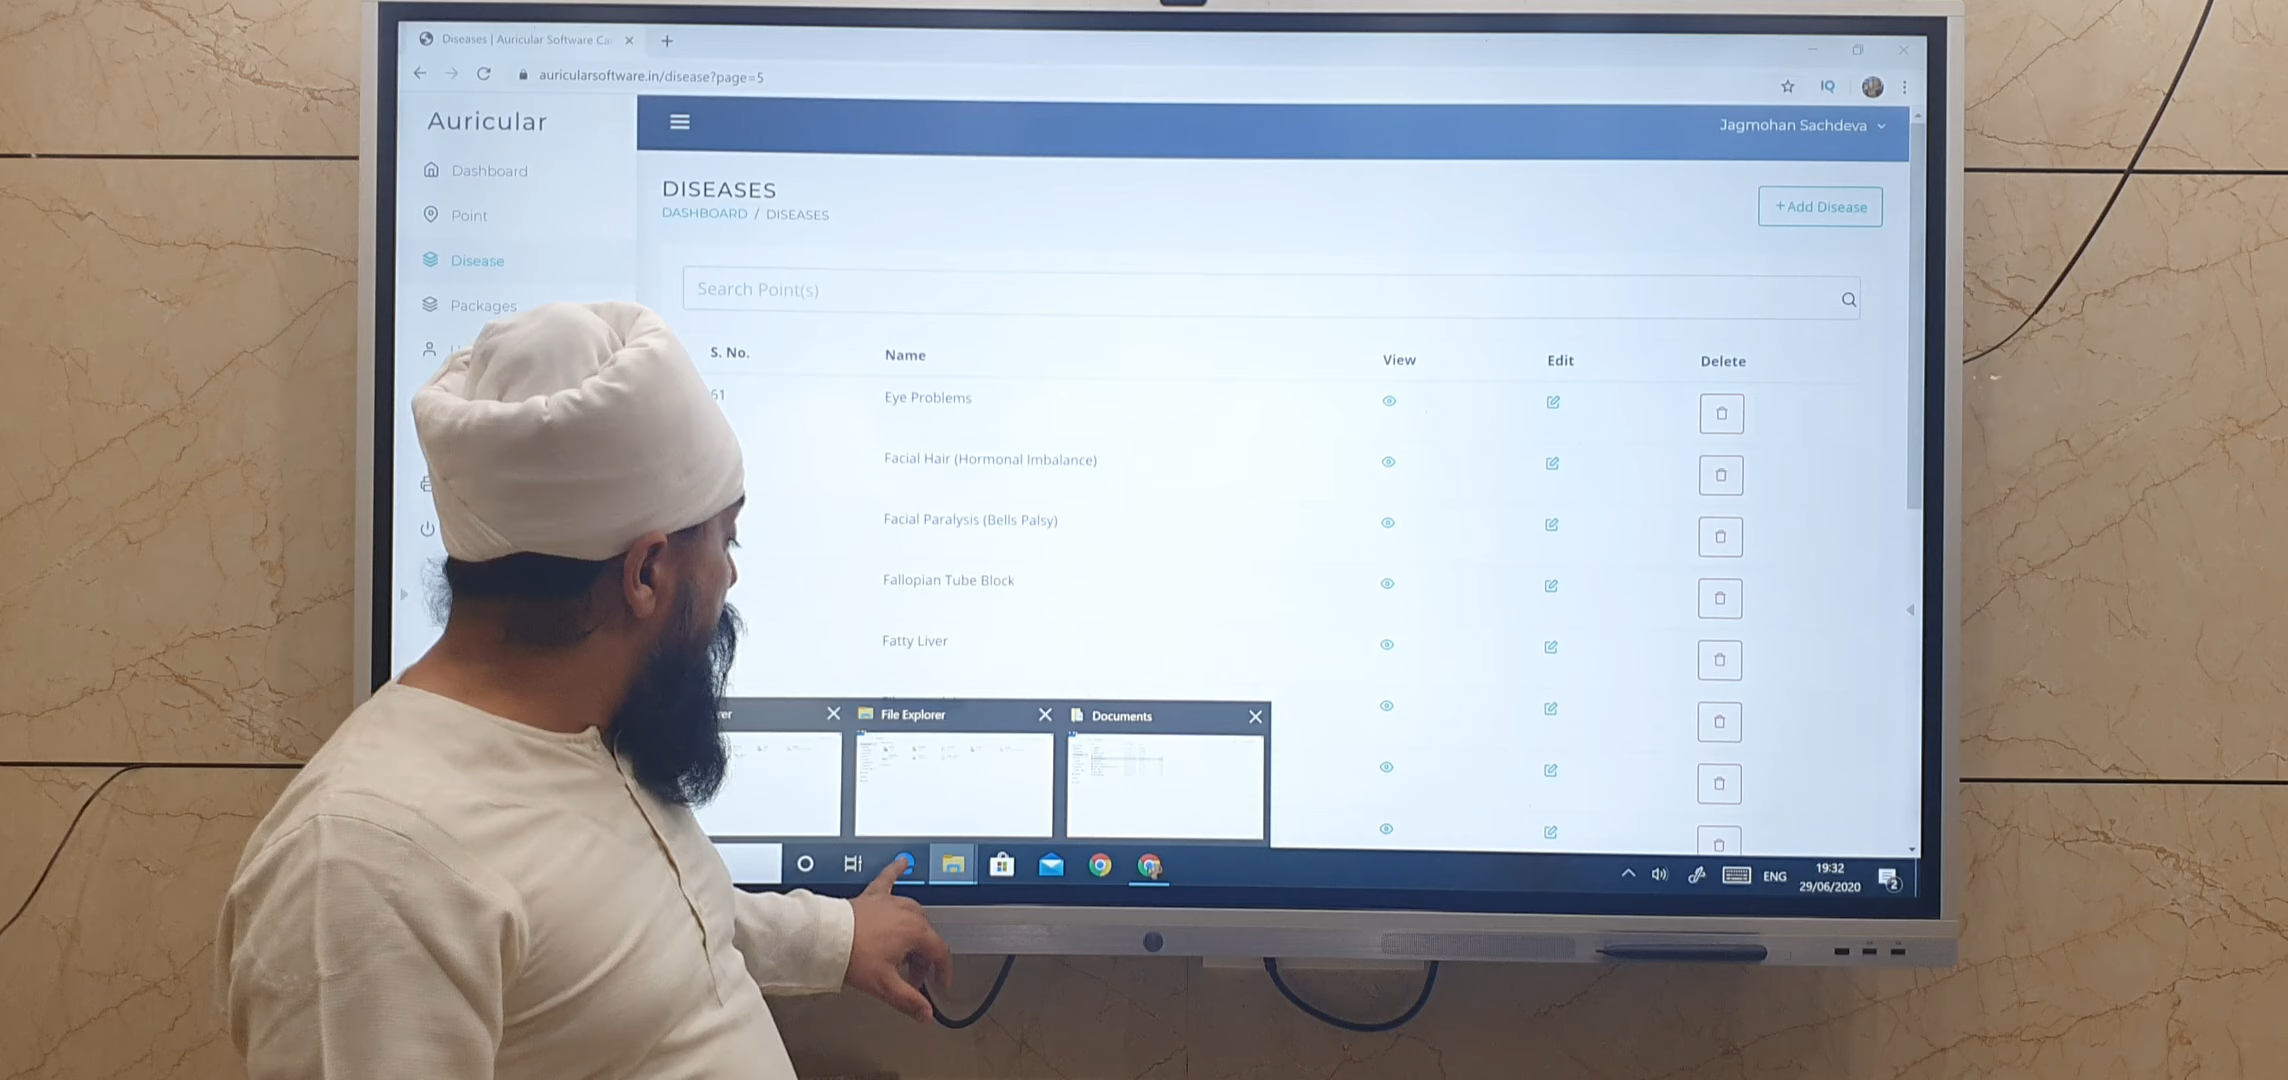 Diseases | Auricular Software Ca
auricularsoftware.in/disease?page=5
IQ
Auricular
Jagmohan Sachdeva
Dashboard
Point
Disease
Packages
DISEASES
DASHBOARD / DISEASES
+Add Disease
Search Point(s)
S. No. Name View Edit Delete
61 Eye Problems
Facial Hair (Hormonal Imbalance)
Facial Paralysis (Bells Palsy)
Fallopian Tube Block
Fatty Liver
rer File Explorer Documents
ENG
19:32
29/06/2020
2